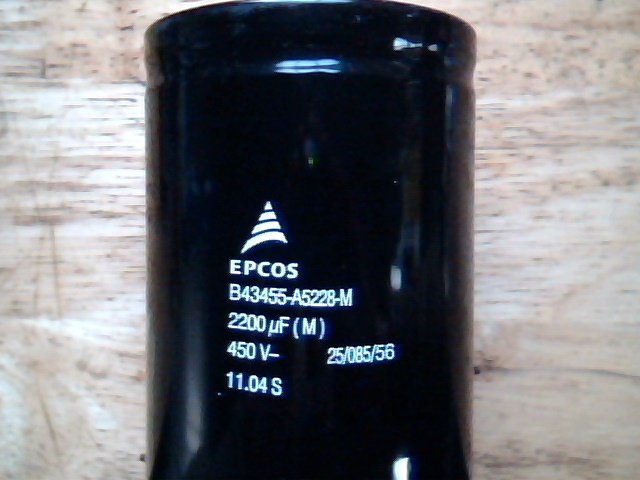 EPCOS
B43455-A5228-M
2200 µF ( M )
450 V– 25/085/56
11.04 S